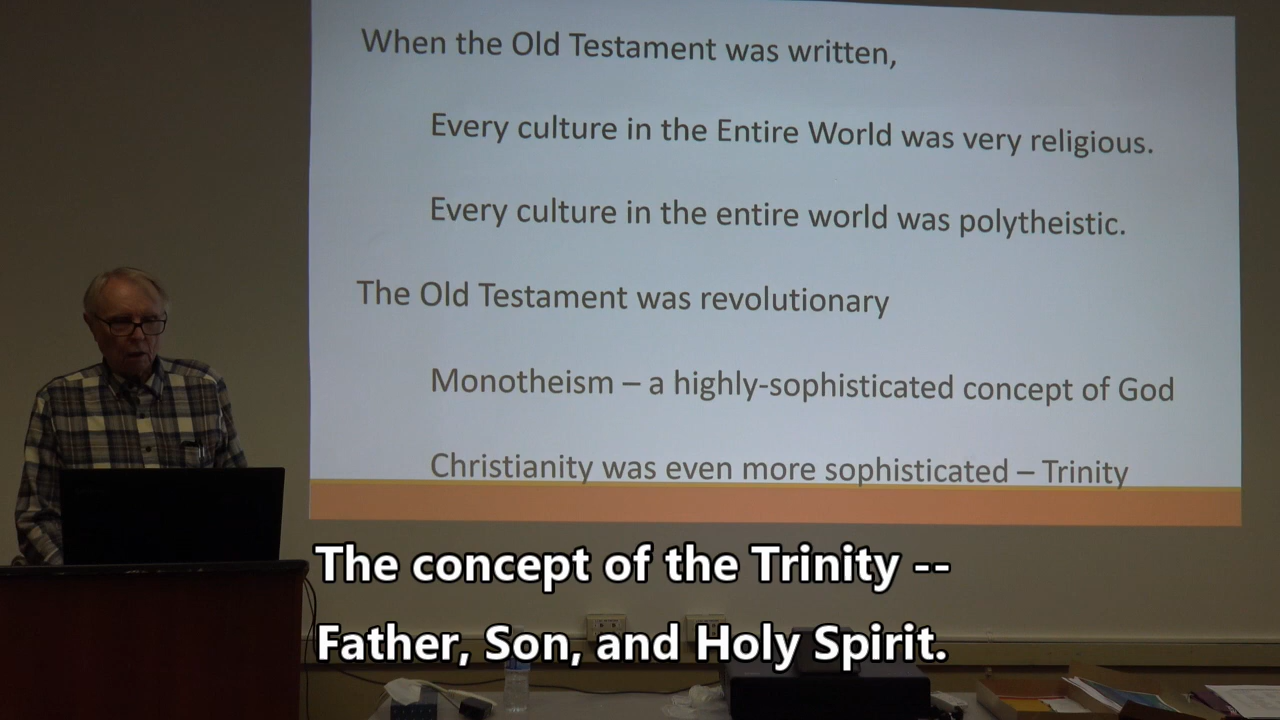 When the Old Testament was written,
Every culture in the Entire World was very religious.
Every culture in the entire world was polytheistic.
The Old Testament was revolutionary
Monotheism – a highly-sophisticated concept of God
Christianity was even more sophisticated – Trinity
The concept of the Trinity --
Father, Son, and Holy Spirit.